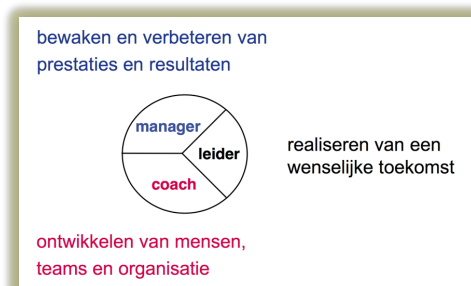 bewaken en verbeteren van
prestaties en resultaten
manager
leider
coach
realiseren van een
wenselijke toekomst
ontwikkelen van mensen,
teams en organisatie